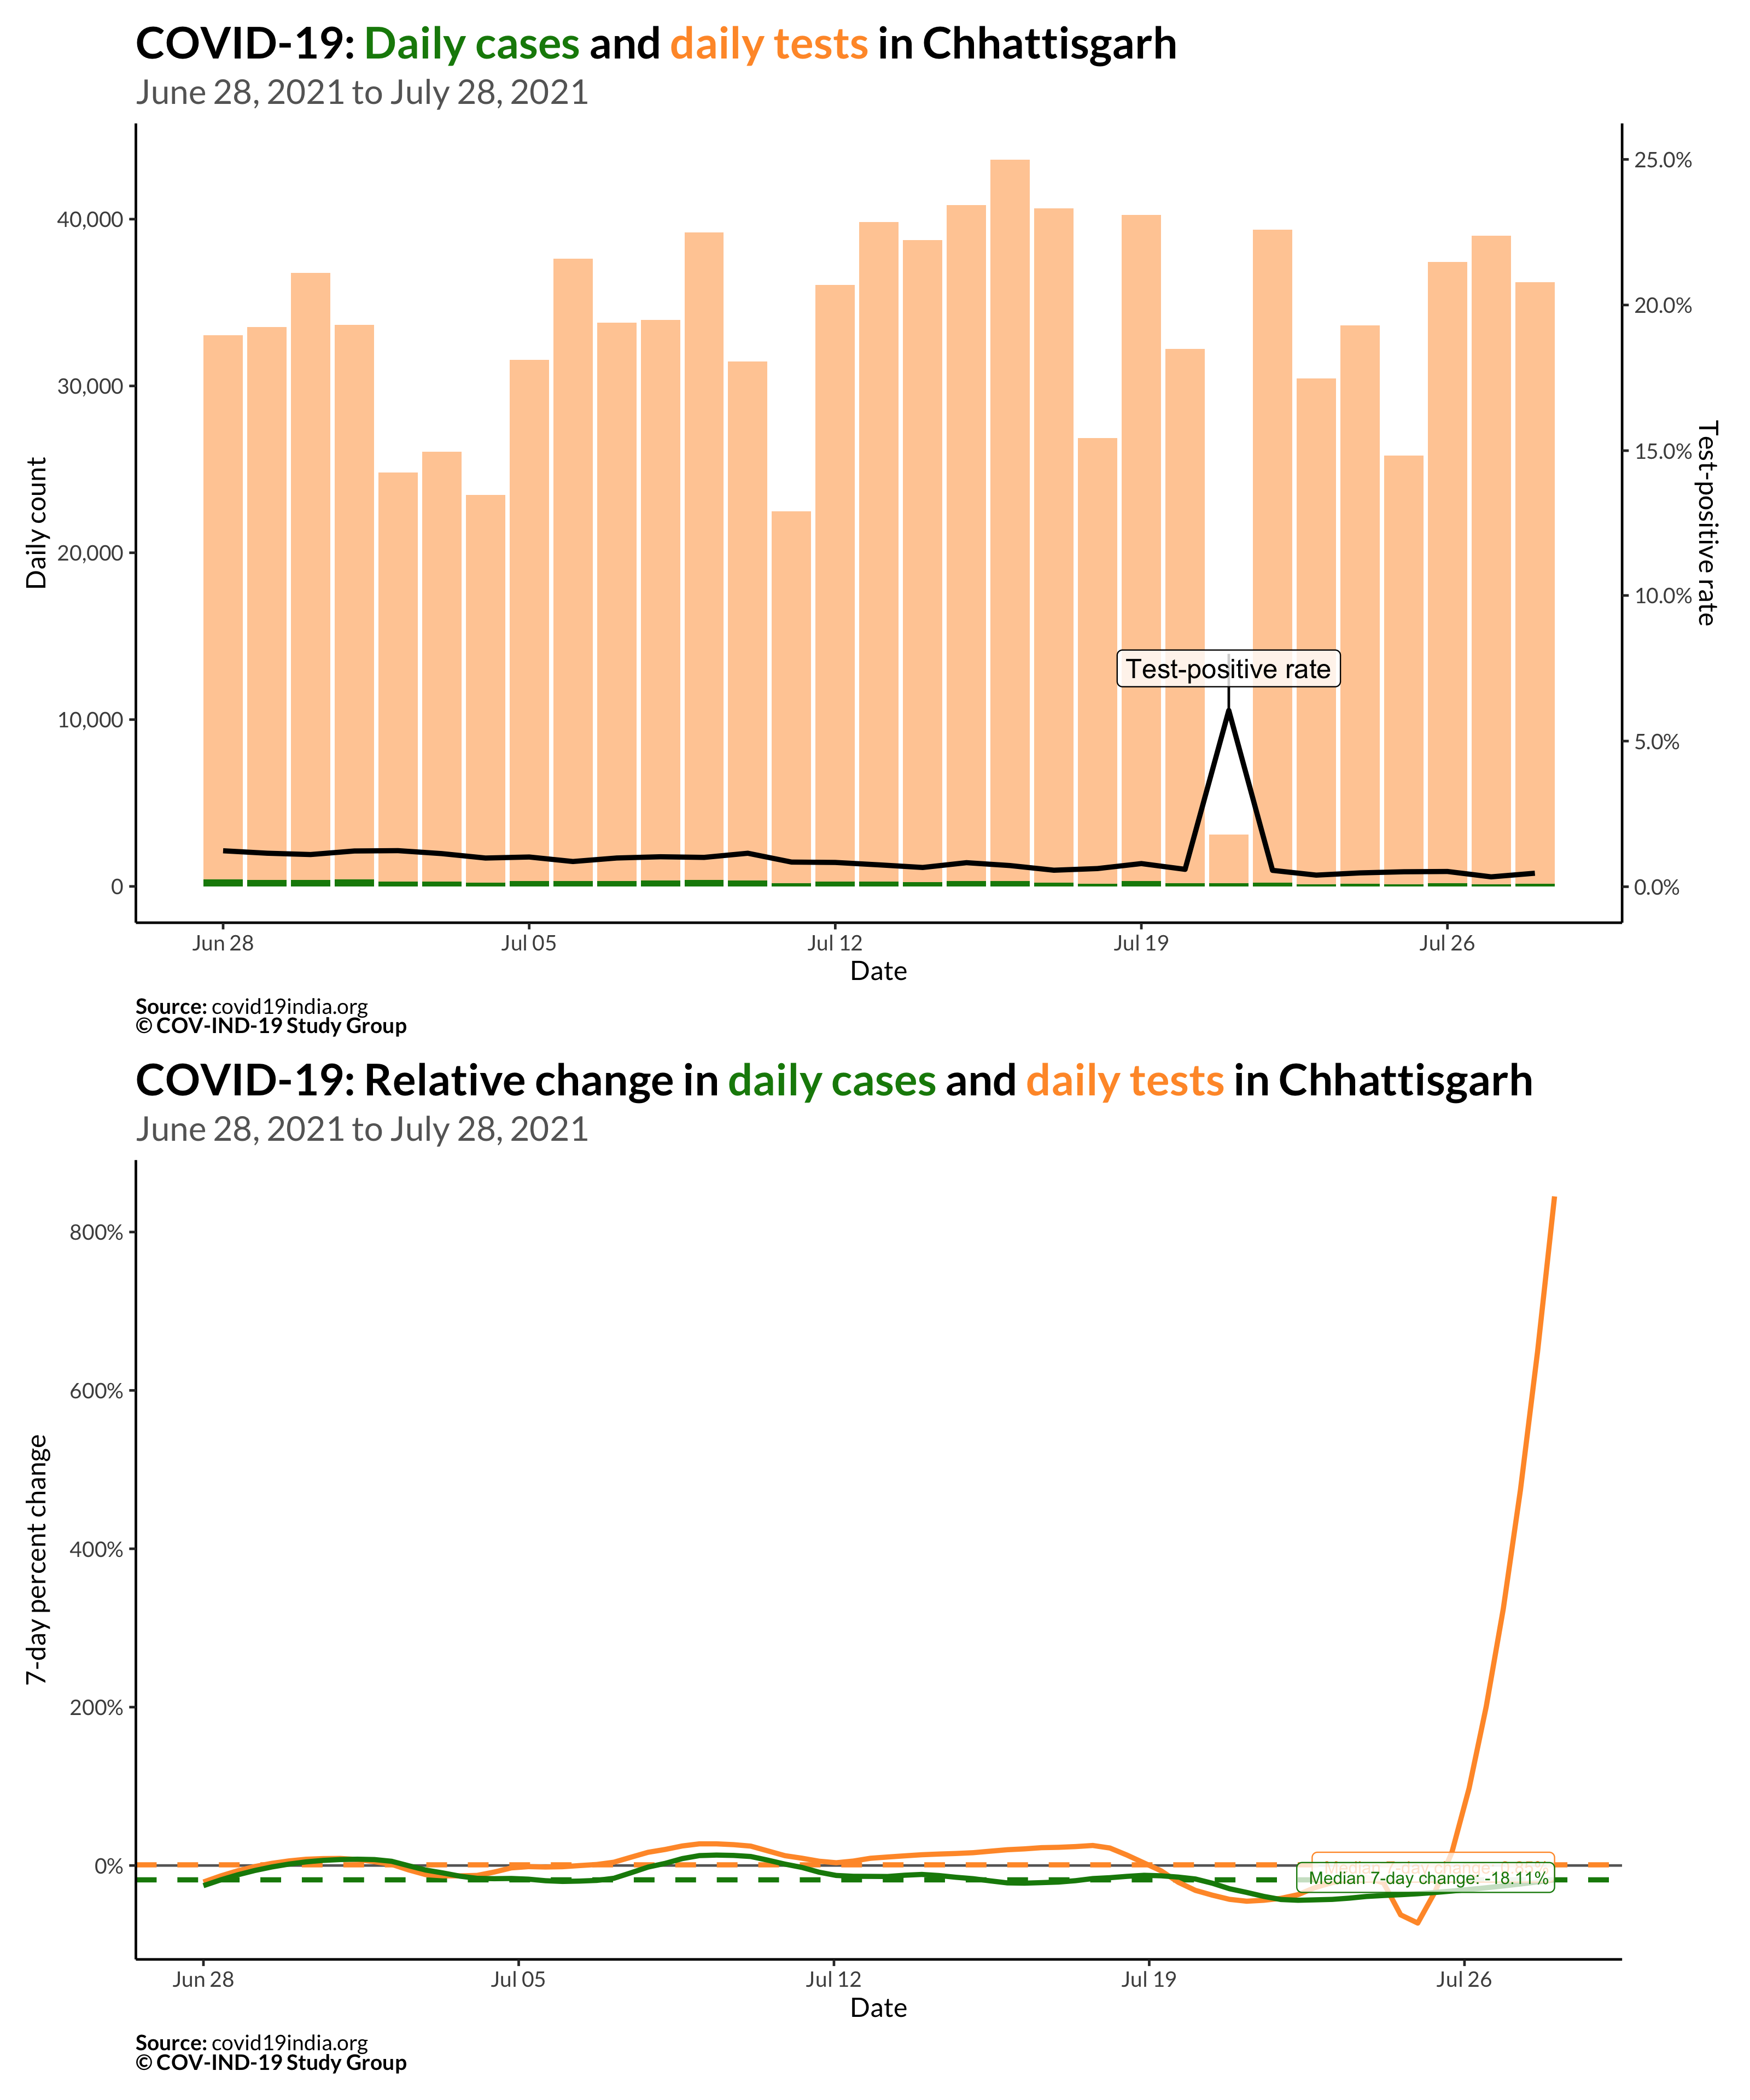 COVID-19: Daily cases and daily tests in Chhattisgarh
June 28, 2021 to July 28, 2021
40,000
30,000
20,000
10,000
0
Daily count
25.0%
20.0%
15.0%
10.0%
5.0%
0.0%
Test-positive rate
Test-positive rate
Jun 28
Jul 05
Jul 12
Jul 19
Jul 26
Date
Source: covid19india.org
© COV-IND-19 Study Group
COVID-19: Relative change in daily cases and daily tests in Chhattisgarh
June 28, 2021 to July 28, 2021
800%
600%
400%
200%
0%
7-day percent change
Median 7-day change:
Median 7-day change: -18.11%
Jun 28
Jul 05
Jul 12
Jul 19
Jul 26
Date
Source: covid19india.org
© COV-IND-19 Study Group